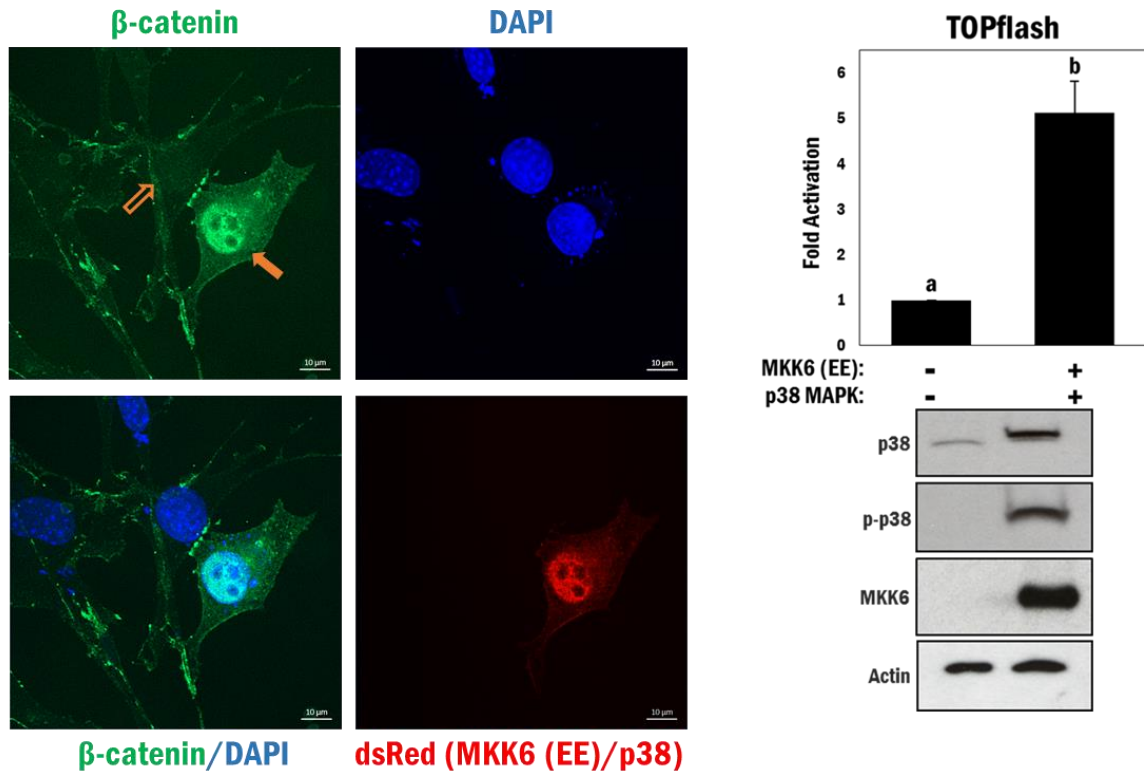 β-catenin
DAPI
10 µm
10 µm
β-catenin/DAPI
dsRed (MKK6 (EE)/p38)
10 µm
10 µm
TOPflash
Fold Activation
6
5
4
3
2
1
0
a
b
MKK6 (EE): - +
p38 MAPK: - +
p38
p-p38
MKK6
Actin